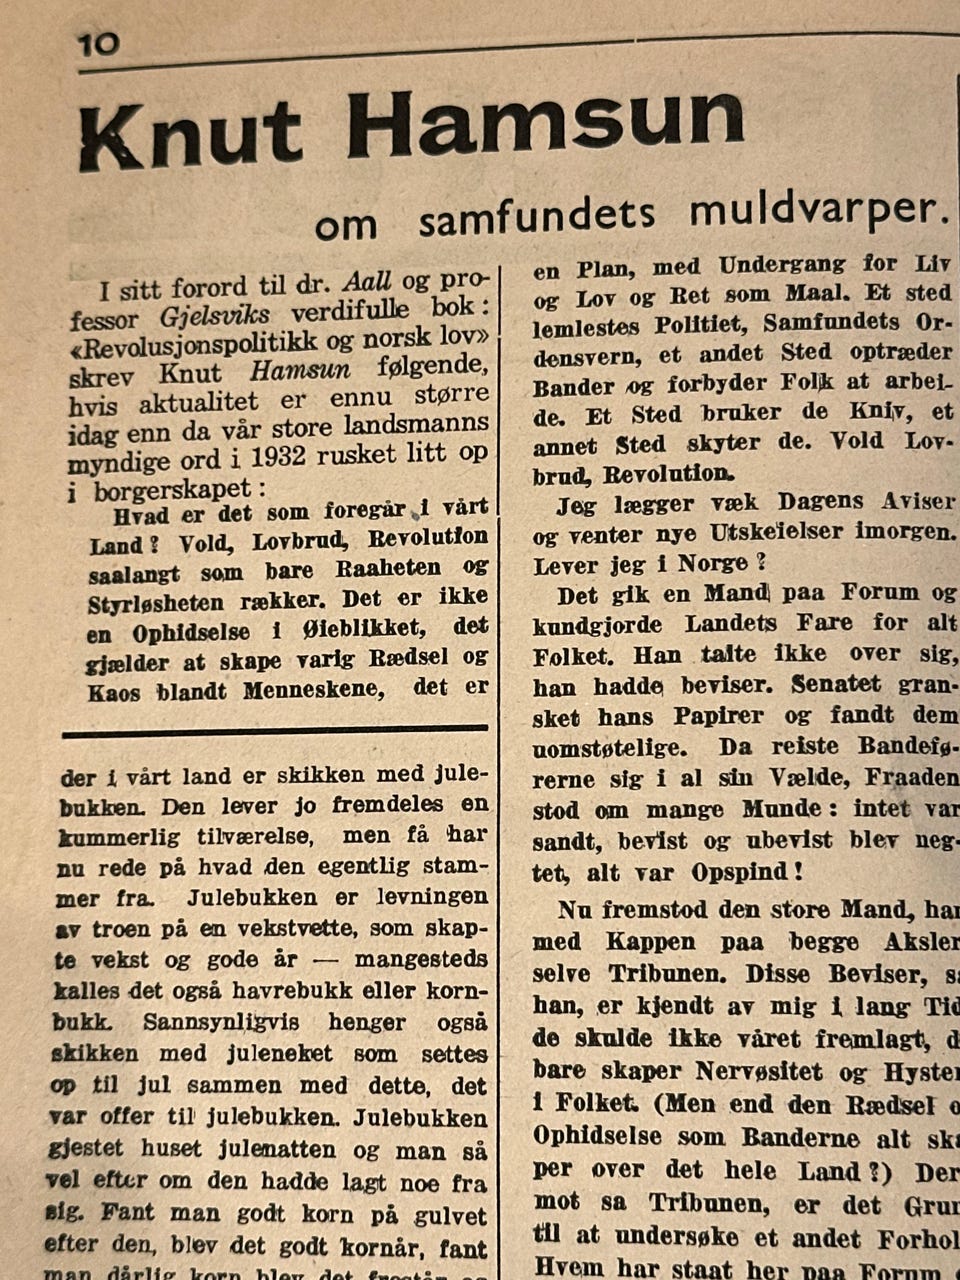 10
Knut Hamsun
om samfundets muldvarper.
I sitt forord til dr. Aall og pro-
fessor Gjelsviks verdifulle bok:
«Revolusjonspolitikk og norsk lov»
skrev Knut Hamsun følgende,
hvis aktualitet er ennu større
idag enn da vår store landsmanns
myndige ord i 1932 rusket litt op
i borgerskapet:
Hvad er det som foregår i vårt
Land? Vold, Lovbrud, Revolution
saalangt som bare Raaheten og
Styrløsheten rækker. Det er ikke
en Ophidselse i Øieblikket, det
gjælder at skape varig Rædsel og
Kaos blandt Menneskene, det er
en Plan, med Undergang for Liv
og Lov og Ret som Maal. Et sted
lemlestes Politiet, Samfundets Or-
densvern, et andet Sted optræder
Bander og forbyder Folk at arbei-
de. Et Sted bruker de Kniv, et
annet Sted skyter de. Vold Lov-
brud, Revolution.
Jeg lægger væk Dagens Aviser
og venter nye Utskeielser imorgen.
Lever jeg i Norge?
Det gik en Mand paa Forum og
kundgjorde Landets Fare for alt
Folket. Han talte ikke over sig,
han hadde beviser. Senatet gran-
sket hans Papirer og fandt dem
uomstøtelige. Da reiste Bandefø-
rerne sig i al sin Vælde, Fraaden
stod om mange Munde: intet var
sandt, bevist og ubevist blev neg-
tet, alt var Opspind!
Nu fremstod den store Mand, han
med Kappen paa begge Aksler
selve Tribunen. Disse Beviser, sa
han, er kjendt av mig i lang Tid
de skulde ikke været fremlagt, d
bare skaper Nervøsitet og Hyster
i Folket. (Men end den Rædsel o
Ophidselse som Banderne alt ska
per over det hele Land?) Der
mot sa Tribunen, er det Grun
til at undersøke et andet Forhol
Hvem har staat her paa Forum
der i vårt land er skikken med jule-
bukken. Den lever jo fremdeles en
kummerlig tilværelse, men få har
nu rede på hvad den egentlig stam-
mer fra. Julebukken er levningen
av troen på en vekstvette, som skap-
te vekst og gode år — mangesteds
kalles det også havrebukk eller korn-
bukk. Sannsynligvis henger også
skikken med juleneket som settes
op til jul sammen med dette, det
var offer til julebukken. Julebukken
gjestet huset julenatten og man så
vel efter om den hadde lagt noe fra
sig. Fant man godt korn på gulvet
efter den, blev det godt kornår, fant
man dårlig korn blev det